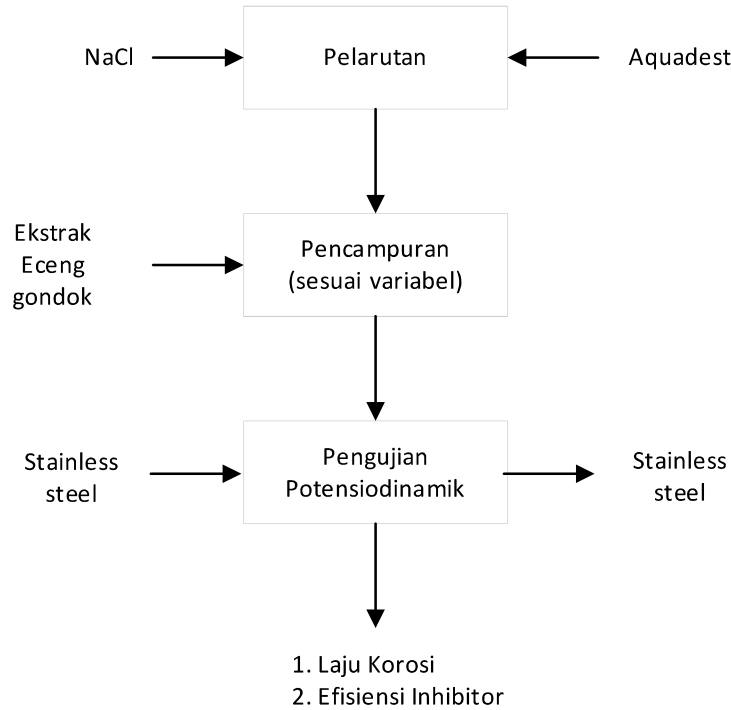 NaCl
Pelarutan
Aquadest
Ekstrak
Eceng
gondok
Pencampuran
(sesuai variabel)
Stainless
steel
Pengujian
Potensiodinamik
Stainless
steel
1. Laju Korosi
2. Efisiensi Inhibitor